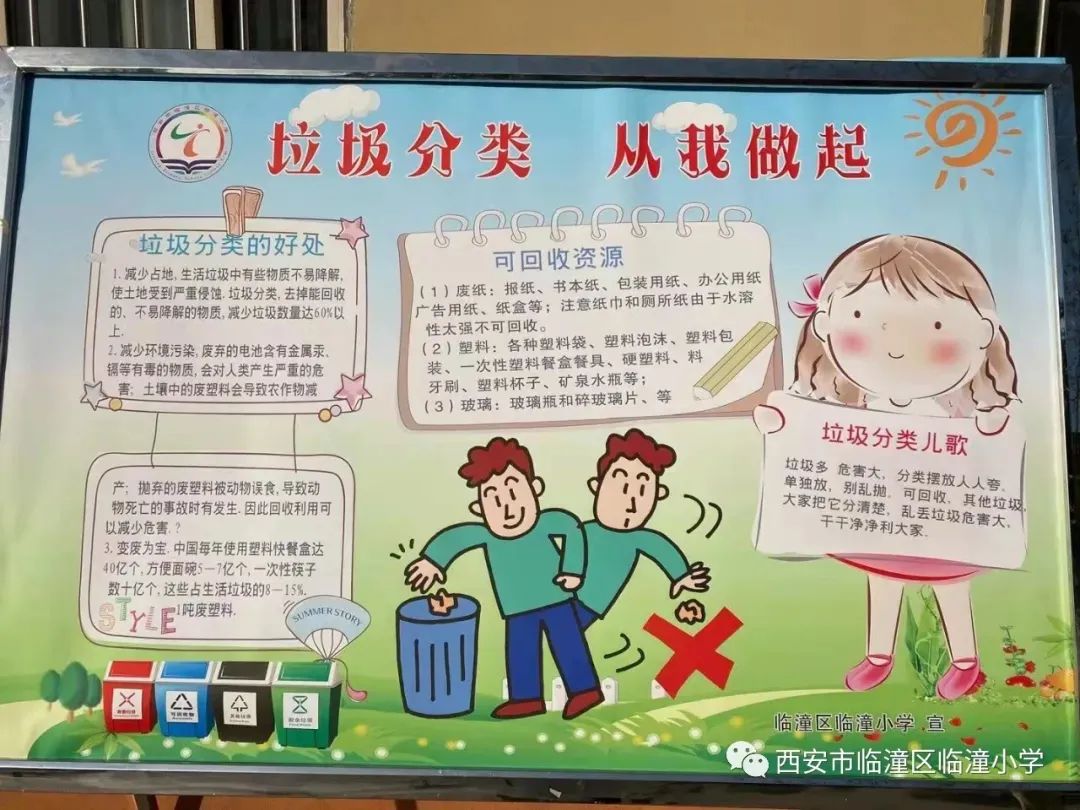 垃圾分类 从我做起
垃圾分类的好处
1.减少占地,生活垃圾中有些物质不易降解,
使土地受到严重侵蚀.垃圾分类,去掉能回收
的、不易降解的物质,减少垃圾数量达60%以
上.
2.减少环境污染,废弃的电池含有金属汞、
镉等有毒的物质,会对人类产生严重的危
害;土壤中的废塑料会导致农作物减
产;抛弃的废塑料被动物误食,导致动
物死亡的事故时有发生.因此回收利用可
以减少危害.?
3.变废为宝.中国每年使用塑料快餐盒达
40亿个,方便面碗5—7亿个,一次性筷子
数十亿个,这些占生活垃圾的8—15%.
1吨废塑料.
STYLE
SUMMER STORY
可回收资源
(1)废纸:报纸、书本纸、包装用纸、办公用纸
广告用纸、纸盒等;注意纸巾和厕所纸由于水溶
性太强不可回收。
(2)塑料:各种塑料袋、塑料泡沫、塑料包
装、一次性塑料餐盒餐具、硬塑料、料
牙刷、塑料杯子、矿泉水瓶等;
(3)玻璃:玻璃瓶和碎玻璃片、等
垃圾分类儿歌
垃圾多 危害大,分类摆放人人夸.
单独放,别乱抛,可回收,其他垃圾,
大家把它分清楚,乱丢垃圾危害大,
干干净净利大家.
临潼区临潼小学 宣
西安市临潼区临潼小学